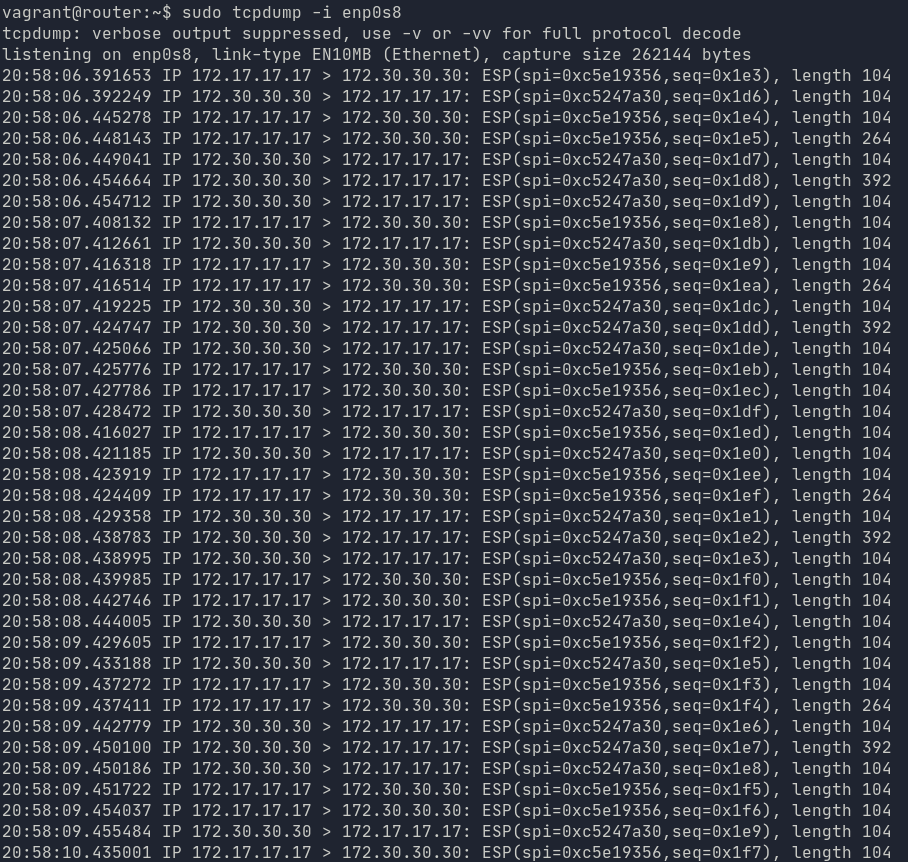 vagrant@router:~$ sudo tcpdump -i enp0s8
tcpdump: verbose output suppressed, use -v or -vv for full protocol decode
listening on enp0s8, link-type EN10MB (Ethernet), capture size 262144 bytes
20:58:06.391653 IP 172.17.17.17 > 172.30.30.30: ESP(spi=0xc5e19356,seq=0x1e3), length 104
20:58:06.392249 IP 172.30.30.30 > 172.17.17.17: ESP(spi=0xc5247a30,seq=0x1d6), length 104
20:58:06.445278 IP 172.17.17.17 > 172.30.30.30: ESP(spi=0xc5e19356,seq=0x1e4), length 104
20:58:06.448143 IP 172.17.17.17 > 172.30.30.30: ESP(spi=0xc5e19356,seq=0x1e5), length 264
20:58:06.449041 IP 172.30.30.30 > 172.17.17.17: ESP(spi=0xc5247a30,seq=0x1d7), length 104
20:58:06.454664 IP 172.30.30.30 > 172.17.17.17: ESP(spi=0xc5247a30,seq=0x1d8), length 392
20:58:06.454712 IP 172.30.30.30 > 172.17.17.17: ESP(spi=0xc5247a30,seq=0x1d9), length 104
20:58:07.408132 IP 172.17.17.17 > 172.30.30.30: ESP(spi=0xc5e19356,seq=0x1e8), length 104
20:58:07.412661 IP 172.30.30.30 > 172.17.17.17: ESP(spi=0xc5247a30,seq=0x1db), length 104
20:58:07.416318 IP 172.17.17.17 > 172.30.30.30: ESP(spi=0xc5e19356,seq=0x1e9), length 104
20:58:07.416514 IP 172.17.17.17 > 172.30.30.30: ESP(spi=0xc5e19356,seq=0x1ea), length 264
20:58:07.419225 IP 172.30.30.30 > 172.17.17.17: ESP(spi=0xc5247a30,seq=0x1dc), length 104
20:58:07.424747 IP 172.30.30.30 > 172.17.17.17: ESP(spi=0xc5247a30,seq=0x1dd), length 392
20:58:07.425066 IP 172.30.30.30 > 172.17.17.17: ESP(spi=0xc5247a30,seq=0x1de), length 104
20:58:07.425776 IP 172.17.17.17 > 172.30.30.30: ESP(spi=0xc5e19356,seq=0x1eb), length 104
20:58:07.427786 IP 172.17.17.17 > 172.30.30.30: ESP(spi=0xc5e19356,seq=0x1ec), length 104
20:58:07.428472 IP 172.30.30.30 > 172.17.17.17: ESP(spi=0xc5247a30,seq=0x1df), length 104
20:58:08.416027 IP 172.17.17.17 > 172.30.30.30: ESP(spi=0xc5e19356,seq=0x1ed), length 104
20:58:08.421185 IP 172.30.30.30 > 172.17.17.17: ESP(spi=0xc5247a30,seq=0x1e0), length 104
20:58:08.423919 IP 172.17.17.17 > 172.30.30.30: ESP(spi=0xc5e19356,seq=0x1ee), length 104
20:58:08.424409 IP 172.17.17.17 > 172.30.30.30: ESP(spi=0xc5e19356,seq=0x1ef), length 264
20:58:08.429358 IP 172.30.30.30 > 172.17.17.17: ESP(spi=0xc5247a30,seq=0x1e1), length 104
20:58:08.438783 IP 172.30.30.30 > 172.17.17.17: ESP(spi=0xc5247a30,seq=0x1e2), length 392
20:58:08.438995 IP 172.30.30.30 > 172.17.17.17: ESP(spi=0xc5247a30,seq=0x1e3), length 104
20:58:08.439985 IP 172.17.17.17 > 172.30.30.30: ESP(spi=0xc5e19356,seq=0x1f0), length 104
20:58:08.442746 IP 172.17.17.17 > 172.30.30.30: ESP(spi=0xc5e19356,seq=0x1f1), length 104
20:58:08.444005 IP 172.30.30.30 > 172.17.17.17: ESP(spi=0xc5247a30,seq=0x1e4), length 104
20:58:09.429605 IP 172.17.17.17 > 172.30.30.30: ESP(spi=0xc5e19356,seq=0x1f2), length 104
20:58:09.433188 IP 172.30.30.30 > 172.17.17.17: ESP(spi=0xc5247a30,seq=0x1e5), length 104
20:58:09.437272 IP 172.17.17.17 > 172.30.30.30: ESP(spi=0xc5e19356,seq=0x1f3), length 104
20:58:09.437411 IP 172.17.17.17 > 172.30.30.30: ESP(spi=0xc5e19356,seq=0x1f4), length 264
20:58:09.442779 IP 172.30.30.30 > 172.17.17.17: ESP(spi=0xc5247a30,seq=0x1e6), length 104
20:58:09.450100 IP 172.30.30.30 > 172.17.17.17: ESP(spi=0xc5247a30,seq=0x1e7), length 392
20:58:09.450186 IP 172.30.30.30 > 172.17.17.17: ESP(spi=0xc5247a30,seq=0x1e8), length 104
20:58:09.451722 IP 172.17.17.17 > 172.30.30.30: ESP(spi=0xc5e19356,seq=0x1f5), length 104
20:58:09.454037 IP 172.17.17.17 > 172.30.30.30: ESP(spi=0xc5e19356,seq=0x1f6), length 104
20:58:09.455484 IP 172.30.30.30 > 172.17.17.17: ESP(spi=0xc5247a30,seq=0x1e9), length 104
20:58:10.435001 IP 172.17.17.17 > 172.30.30.30: ESP(spi=0xc5e19356,seq=0x1f7), length 104